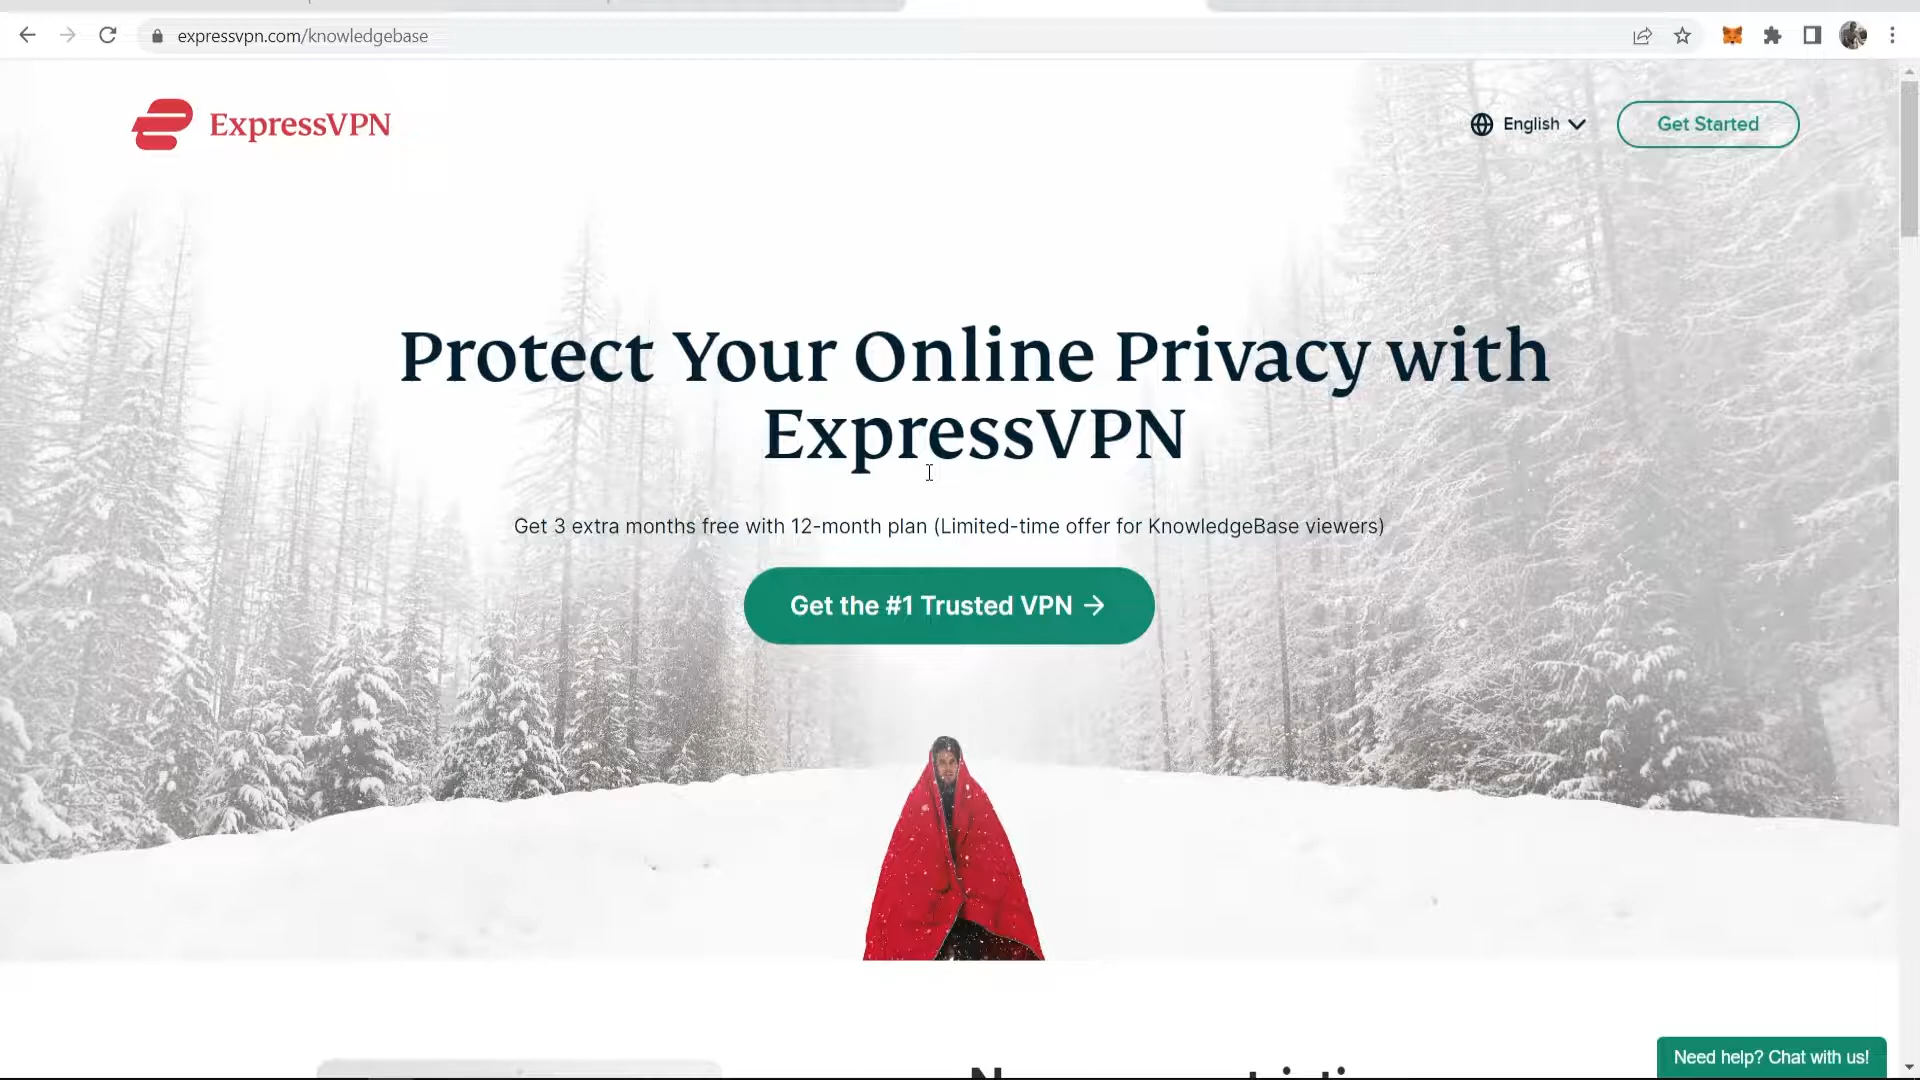 expressvpn.com/knowledgebase
ExpressVPN
English
Get Started
Protect Your Online Privacy with
ExpressVPN
Get 3 extra months free with 12-month plan (Limited-time offer for KnowledgeBase viewers)
Get the #1 Trusted VPN →
Need help? Chat with us!